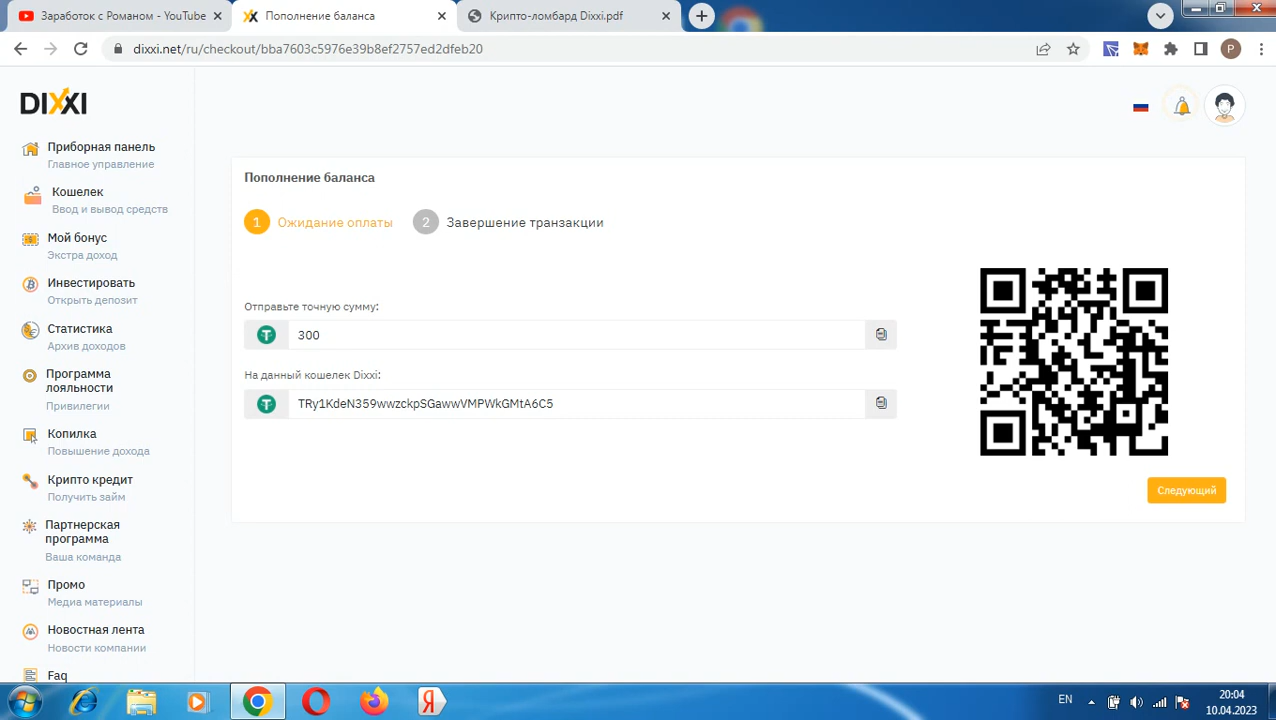 Заработок с Романом - YouTube
Пополнение баланса
Крипто-ломбард Dixxi.pdf
dixxi.net/ru/checkout/bba7603c5976e39b8ef2757ed2dfeb20
P
DIXXI
Приборная панель
Главное управление
Кошелек
Ввод и вывод средств
Мой бонус
Экстра доход
Инвестировать
Открыть депозит
Статистика
Архив доходов
Программа
лояльности
Привилегии
Копилка
Повышение дохода
Крипто кредит
Получить займ
Партнерская
программа
Ваша команда
Промо
Медиа материалы
Новостная лента
Новости компании
Faq
Пополнение баланса
1 Ожидание оплаты 2 Завершение транзакции
Отправьте точную сумму:
300
На данный кошелек Dixxi:
TRy1KdeN359wwzckpSGawwVMPWkGMtA6C5
Следующий
EN
20:04
10.04.2023